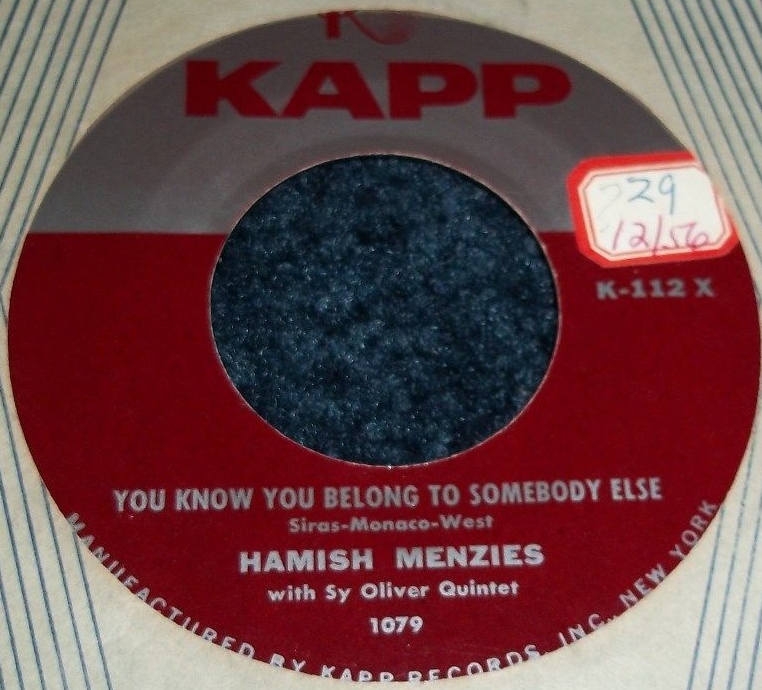 K
KAPP
29
12/56
K-112 X
YOU KNOW YOU BELONG TO SOMEBODY ELSE
Siras-Monaco-West
HAMISH MENZIES
with Sy Oliver Quintet
1079
MANUFACTURED BY KAPP RECORDS, INC., NEW YORK